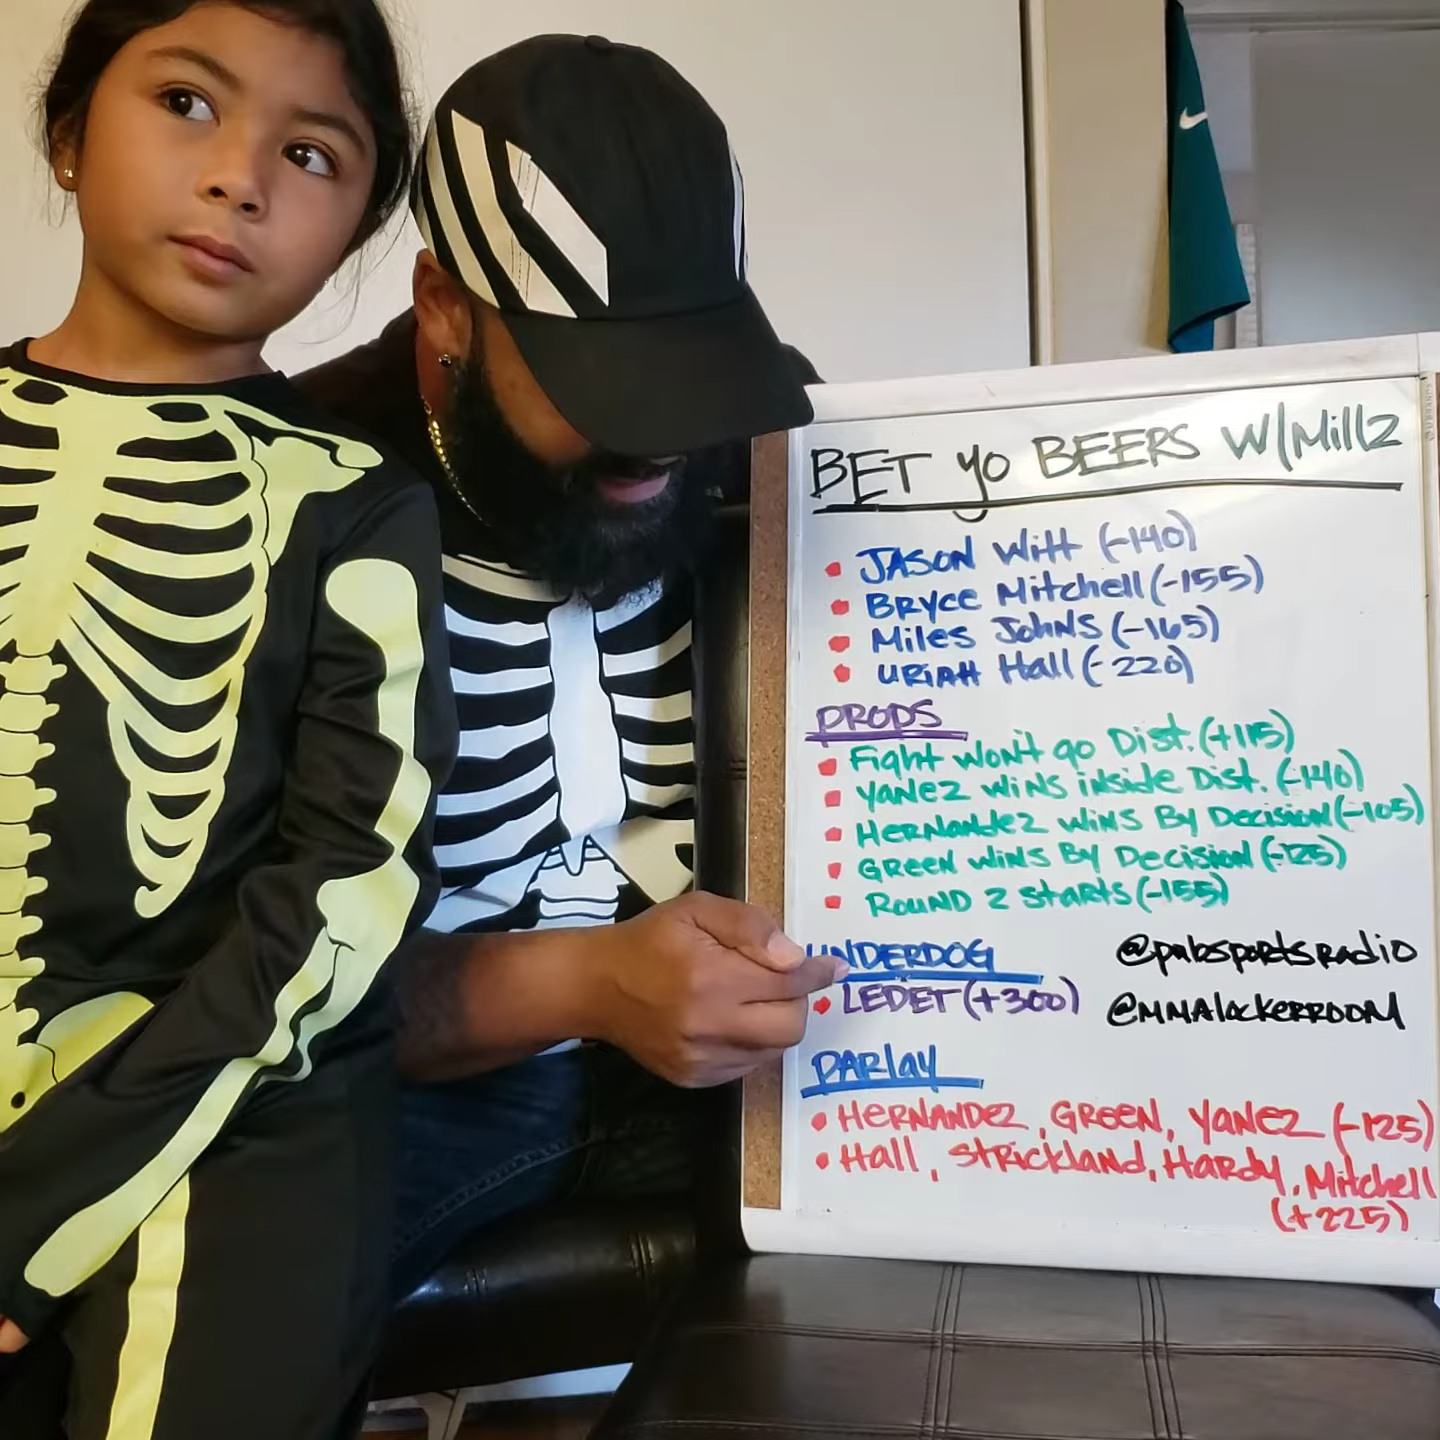 BET yo BEERS W/Millz
JASON Witt (-140)
BRYCE Mitchell (-155)
Miles JohNS (-165)
URiAH Hall (-220)
PROPS
Fight won't go Dist. (+115)
YANEZ wiNS inside Dist. (-140)
HERNANdEZ wiNS By DecisioN (-105)
GREEN wiNS By DecisioN (-125)
ROUND 2 StaRts (-155)
UNDERDOG
LEDET (+300)
@pnbsportsRadio
@MMAlockeRROOM
PARlay
HERNANDEZ, GREEN, YANEZ (-125)
Hall, StRickland, HaRdy, Mitchell
(+225)